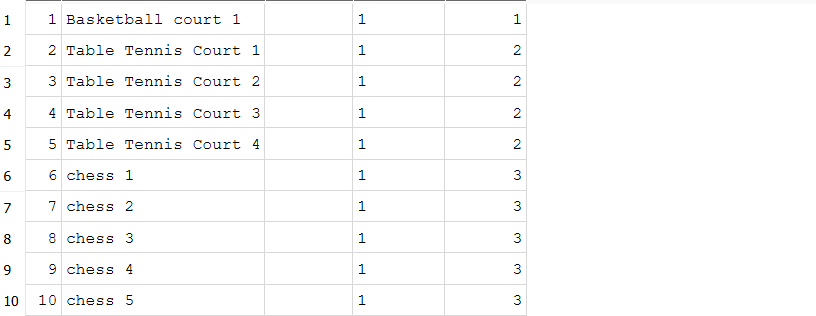 1 1 Basketball court 1 1 1
2 2 Table Tennis Court 1 1 2
3 3 Table Tennis Court 2 1 2
4 4 Table Tennis Court 3 1 2
5 5 Table Tennis Court 4 1 2
6 6 chess 1 1 3
7 7 chess 2 1 3
8 8 chess 3 1 3
9 9 chess 4 1 3
10 10 chess 5 1 3